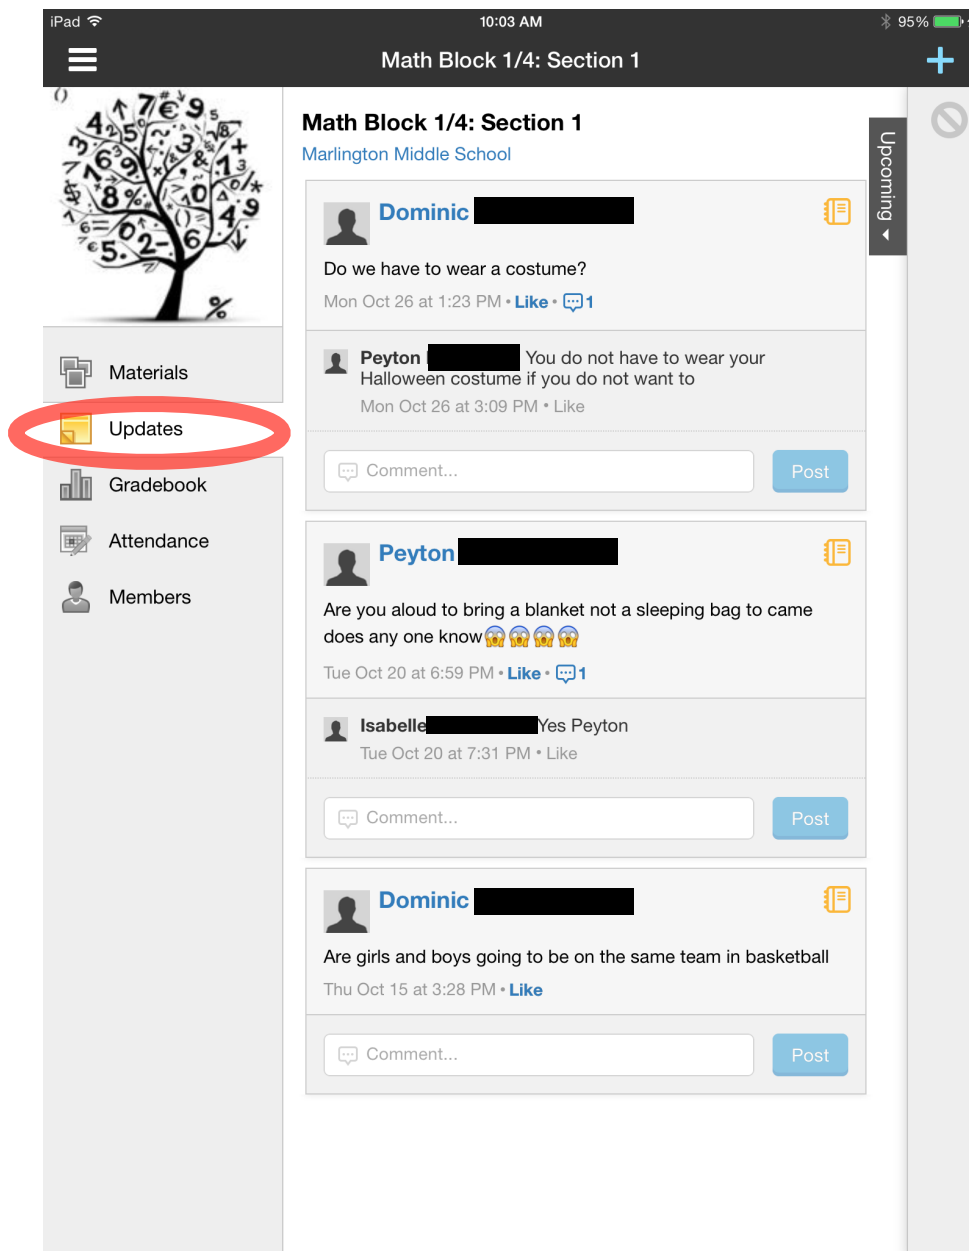 iPad 10:03 AM 95%
Math Block 1/4: Section 1
Math Block 1/4: Section 1
Marlington Middle School
Upcoming
Dominic
Do we have to wear a costume?
Mon Oct 26 at 1:23 PM • Like • 1
Peyton You do not have to wear your
Halloween costume if you do not want to
Mon Oct 26 at 3:09 PM • Like
Comment... Post
Materials
Updates
Gradebook
Attendance
Members
Peyton
Are you aloud to bring a blanket not a sleeping bag to came
does any one know😱😱😱😱
Tue Oct 20 at 6:59 PM • Like • 1
Isabelle Yes Peyton
Tue Oct 20 at 7:31 PM • Like
Comment... Post
Dominic
Are girls and boys going to be on the same team in basketball
Thu Oct 15 at 3:28 PM • Like
Comment... Post